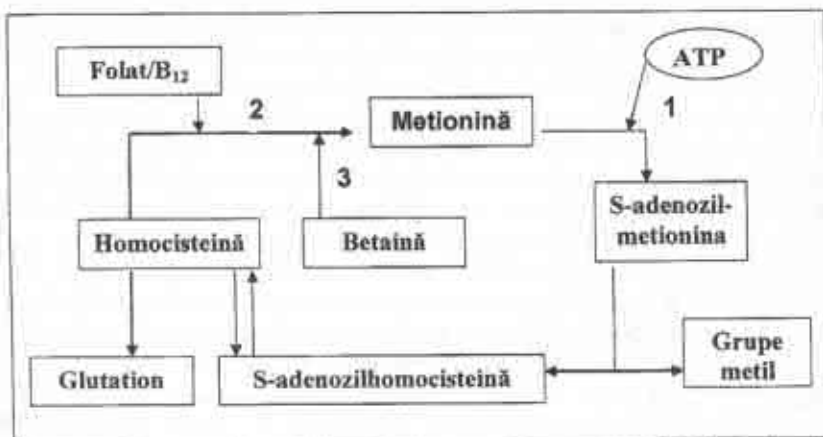 Folat/B₁₂
ATP
2
Metionină
1
3
S-adenozil-
metionina
Homocisteină
Betaină
Grupe
metil
Glutation
S-adenozilhomocisteină